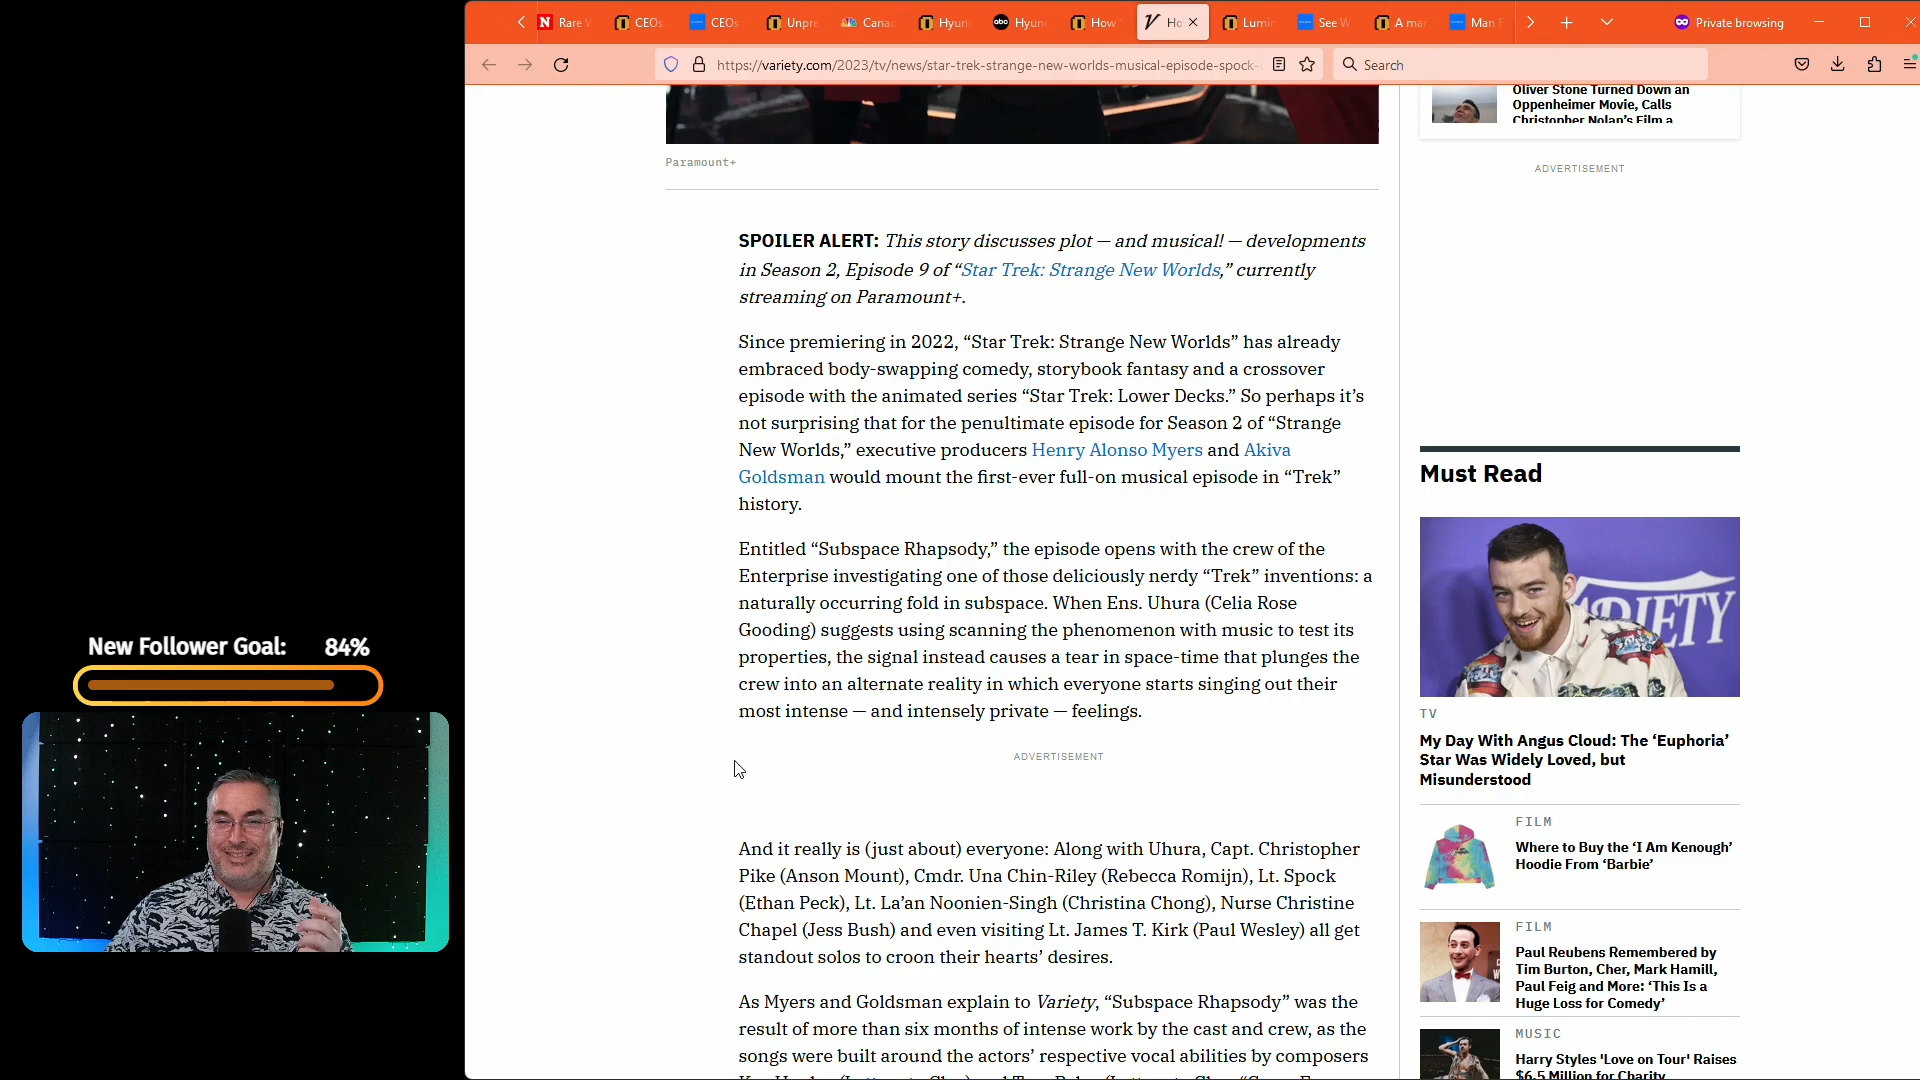 Rare
CEOs
CEOs
Unpre
Cana
Hyun
Hyun
How
Ho
Lumi
See W
A ma
Man
Private browsing
https://variety.com/2023/tv/news/star-trek-strange-new-worlds-musical-episode-spock-
Search
Oliver Stone Turned Down an
Oppenheimer Movie, Calls
Christopher Nolan's Film a
Paramount+
ADVERTISEMENT
SPOILER ALERT: This story discusses plot — and musical! — developments
in Season 2, Episode 9 of “Star Trek: Strange New Worlds,” currently
streaming on Paramount+.
Since premiering in 2022, “Star Trek: Strange New Worlds” has already
embraced body-swapping comedy, storybook fantasy and a crossover
episode with the animated series “Star Trek: Lower Decks.” So perhaps it’s
not surprising that for the penultimate episode for Season 2 of “Strange
New Worlds,” executive producers Henry Alonso Myers and Akiva
Goldsman would mount the first-ever full-on musical episode in “Trek”
history.
Entitled “Subspace Rhapsody,” the episode opens with the crew of the
Enterprise investigating one of those deliciously nerdy “Trek” inventions: a
naturally occurring fold in subspace. When Ens. Uhura (Celia Rose
Gooding) suggests using scanning the phenomenon with music to test its
properties, the signal instead causes a tear in space-time that plunges the
crew into an alternate reality in which everyone starts singing out their
most intense — and intensely private — feelings.
ADVERTISEMENT
And it really is (just about) everyone: Along with Uhura, Capt. Christopher
Pike (Anson Mount), Cmdr. Una Chin-Riley (Rebecca Romijn), Lt. Spock
(Ethan Peck), Lt. La’an Noonien-Singh (Christina Chong), Nurse Christine
Chapel (Jess Bush) and even visiting Lt. James T. Kirk (Paul Wesley) all get
standout solos to croon their hearts’ desires.
As Myers and Goldsman explain to Variety, “Subspace Rhapsody” was the
result of more than six months of intense work by the cast and crew, as the
songs were built around the actors’ respective vocal abilities by composers
Must Read
VARIETY
TV
My Day With Angus Cloud: The ‘Euphoria’
Star Was Widely Loved, but
Misunderstood
FILM
Where to Buy the ‘I Am Kenough’
Hoodie From ‘Barbie’
FILM
Paul Reubens Remembered by
Tim Burton, Cher, Mark Hamill,
Paul Feig and More: ‘This Is a
Huge Loss for Comedy’
MUSIC
Harry Styles 'Love on Tour' Raises
$6.5 Million for Charity
New Follower Goal: 84%